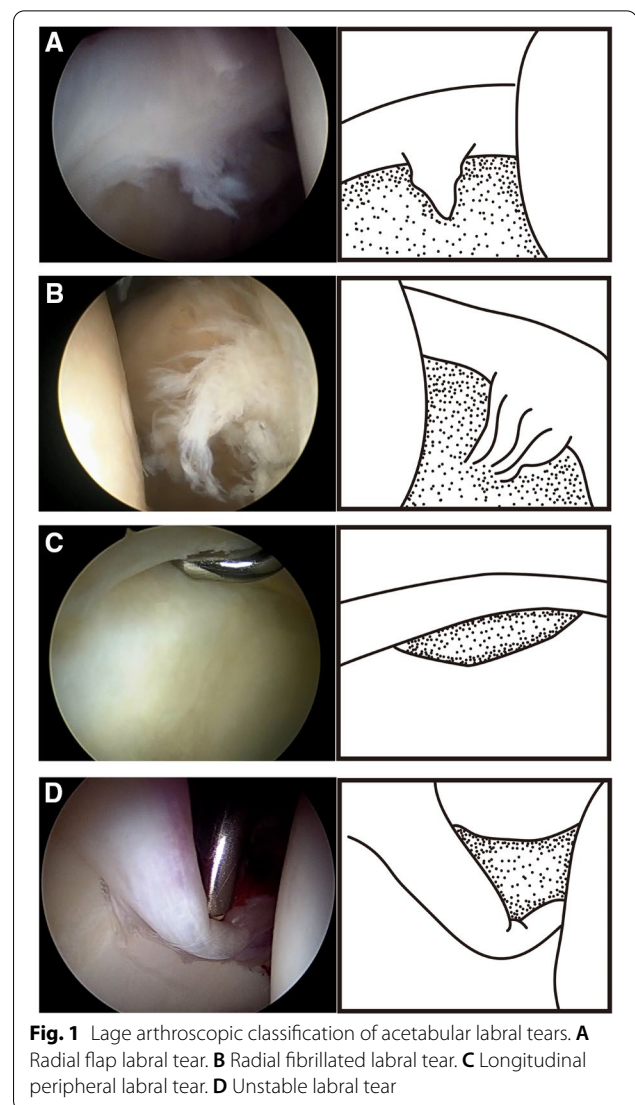 A
B
C
D
Fig. 1 Lage arthroscopic classification of acetabular labral tears. A
Radial flap labral tear. B Radial fibrillated labral tear. C Longitudinal
peripheral labral tear. D Unstable labral tear